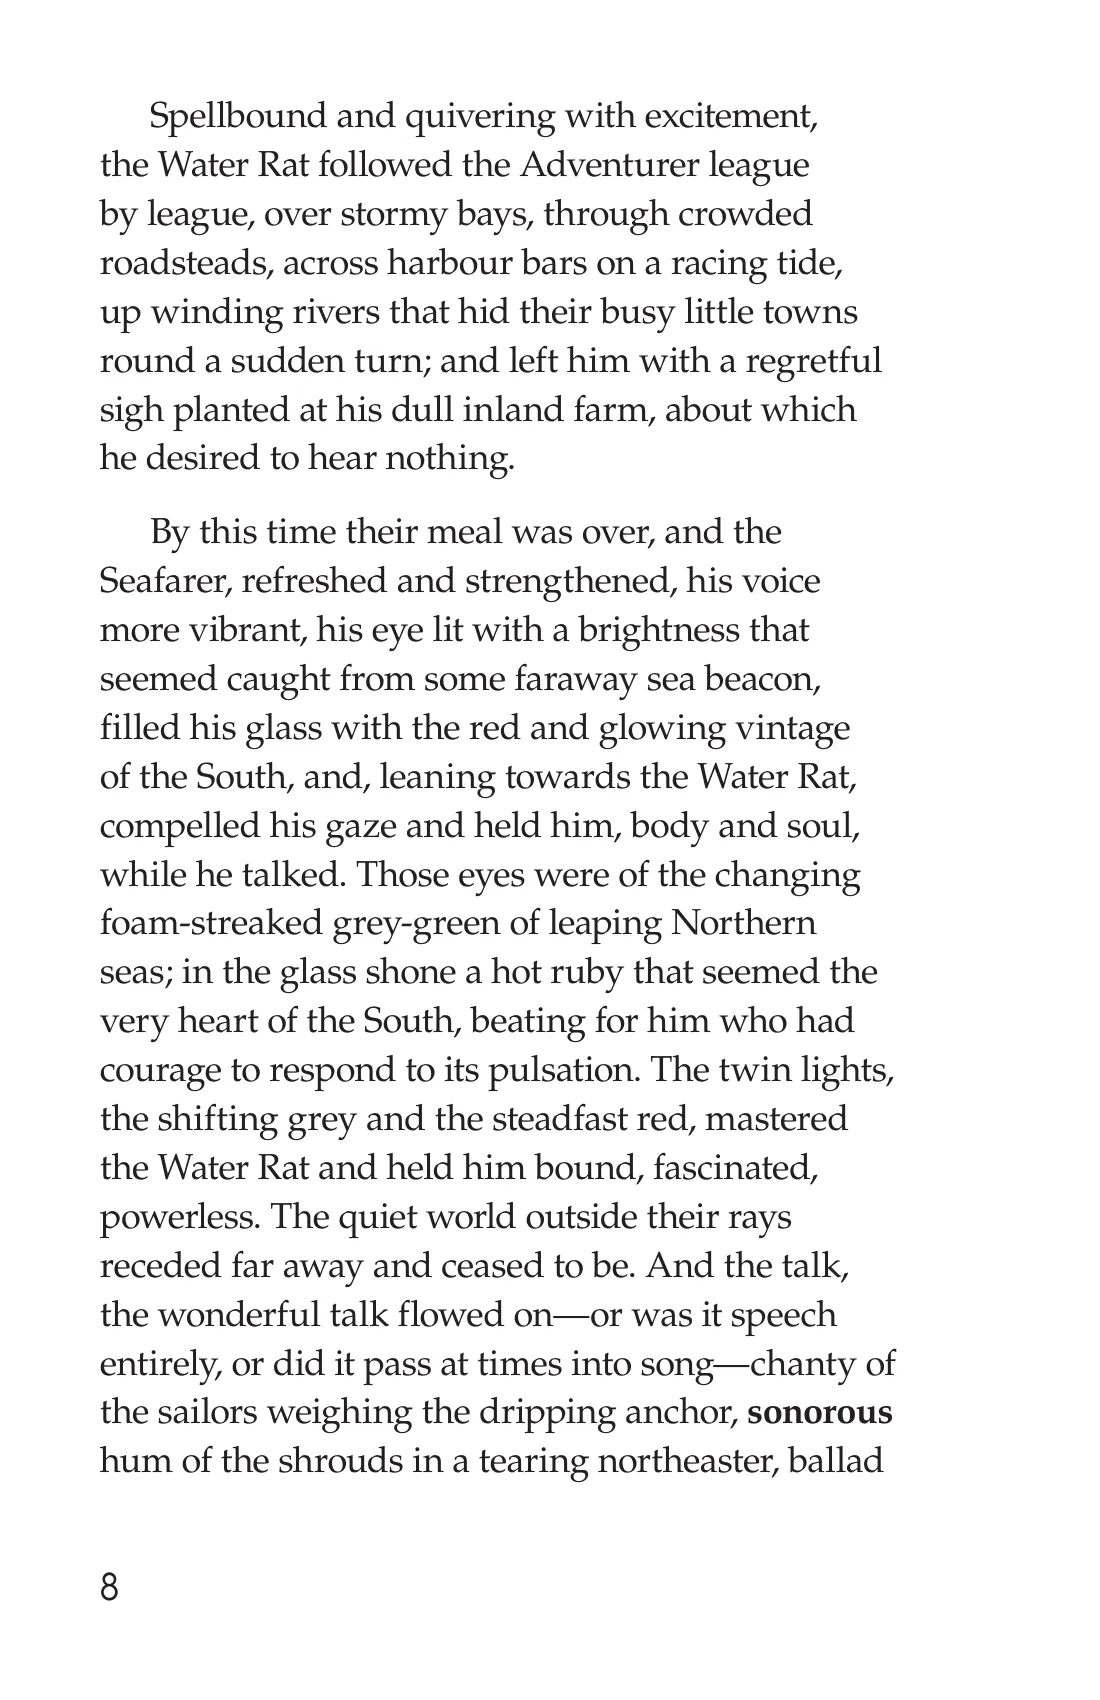 Spellbound and quivering with excitement,
the Water Rat followed the Adventurer league
by league, over stormy bays, through crowded
roadsteads, across harbour bars on a racing tide,
up winding rivers that hid their busy little towns
round a sudden turn; and left him with a regretful
sigh planted at his dull inland farm, about which
he desired to hear nothing.
By this time their meal was over, and the
Seafarer, refreshed and strengthened, his voice
more vibrant, his eye lit with a brightness that
seemed caught from some faraway sea beacon,
filled his glass with the red and glowing vintage
of the South, and, leaning towards the Water Rat,
compelled his gaze and held him, body and soul,
while he talked. Those eyes were of the changing
foam-streaked grey-green of leaping Northern
seas; in the glass shone a hot ruby that seemed the
very heart of the South, beating for him who had
courage to respond to its pulsation. The twin lights,
the shifting grey and the steadfast red, mastered
the Water Rat and held him bound, fascinated,
powerless. The quiet world outside their rays
receded far away and ceased to be. And the talk,
the wonderful talk flowed on—or was it speech
entirely, or did it pass at times into song—chanty of
the sailors weighing the dripping anchor, sonorous
hum of the shrouds in a tearing northeaster, ballad
8